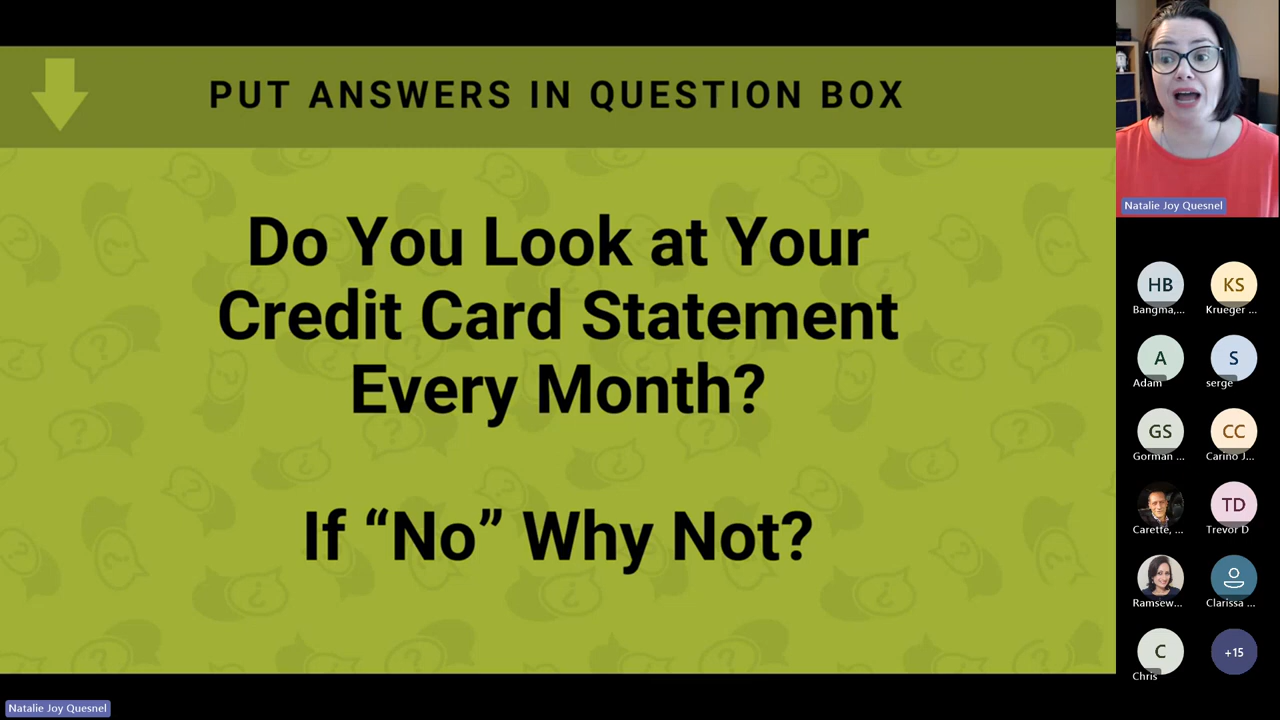 PUT ANSWERS IN QUESTION BOX
Do You Look at Your
Credit Card Statement
Every Month?
If “No” Why Not?
Natalie Joy Quesnel
HB
KS
Bangma,...
Krueger ...
A
S
Adam
serge
GS
CC
Gorman ...
Carino J...
TD
Carette, ...
Trevor D
Ramsew...
Clarissa ...
C
+15
Chris
Natalie Joy Quesnel